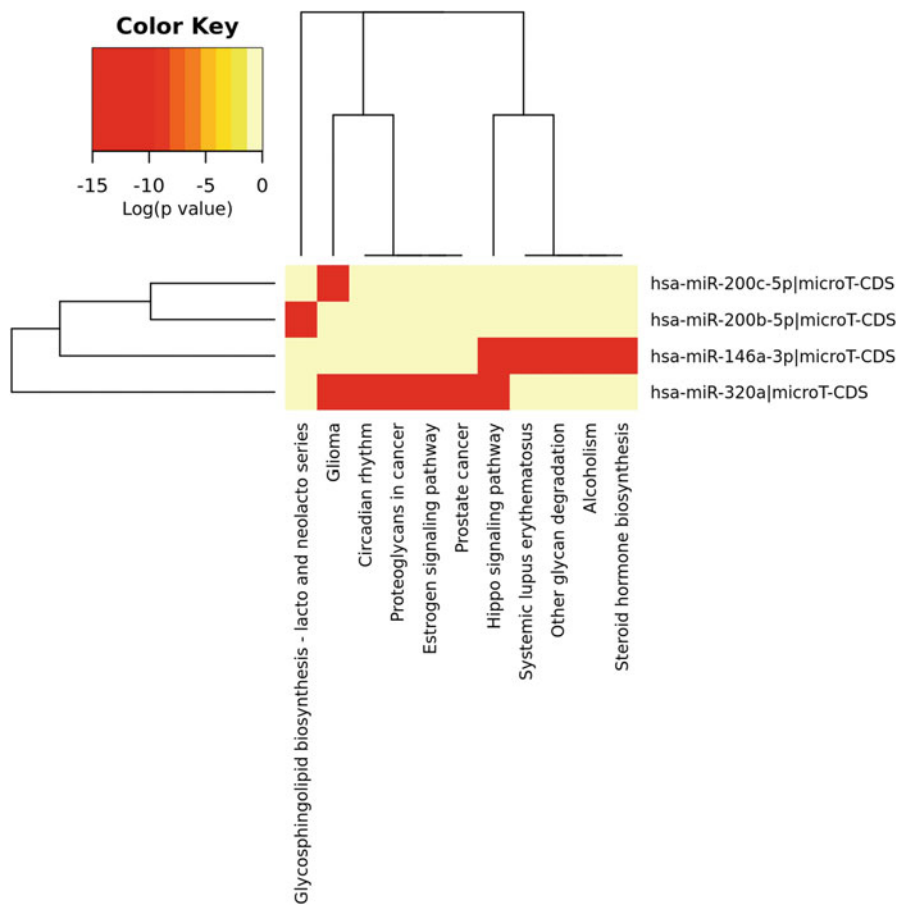 Color Key
-15 -10 -5 0
Log(p value)
hsa-miR-200c-5p|microT-CDS
hsa-miR-200b-5p|microT-CDS
hsa-miR-146a-3p|microT-CDS
hsa-miR-320a|microT-CDS
Glycosphingolipid biosynthesis - lacto and neolacto series
Glioma
Circadian rhythm
Proteoglycans in cancer
Estrogen signaling pathway
Prostate cancer
Hippo signaling pathway
Systemic lupus erythematosus
Other glycan degradation
Alcoholism
Steroid hormone biosynthesis